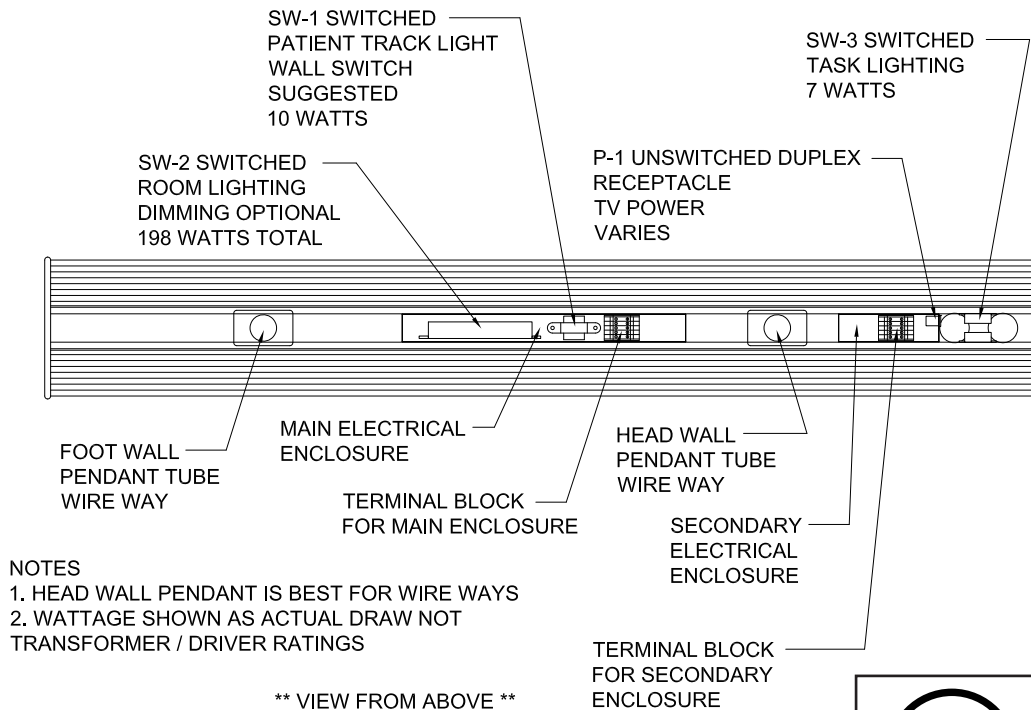 SW-1 SWITCHED
PATIENT TRACK LIGHT
WALL SWITCH
SUGGESTED
10 WATTS
SW-3 SWITCHED
TASK LIGHTING
7 WATTS
SW-2 SWITCHED
ROOM LIGHTING
DIMMING OPTIONAL
198 WATTS TOTAL
P-1 UNSWITCHED DUPLEX
RECEPTACLE
TV POWER
VARIES
FOOT WALL
PENDANT TUBE
WIRE WAY
MAIN ELECTRICAL
ENCLOSURE
TERMINAL BLOCK
FOR MAIN ENCLOSURE
HEAD WALL
PENDANT TUBE
WIRE WAY
SECONDARY
ELECTRICAL
ENCLOSURE
NOTES
1. HEAD WALL PENDANT IS BEST FOR WIRE WAYS
2. WATTAGE SHOWN AS ACTUAL DRAW NOT
TRANSFORMER / DRIVER RATINGS
TERMINAL BLOCK
FOR SECONDARY
ENCLOSURE
** VIEW FROM ABOVE **